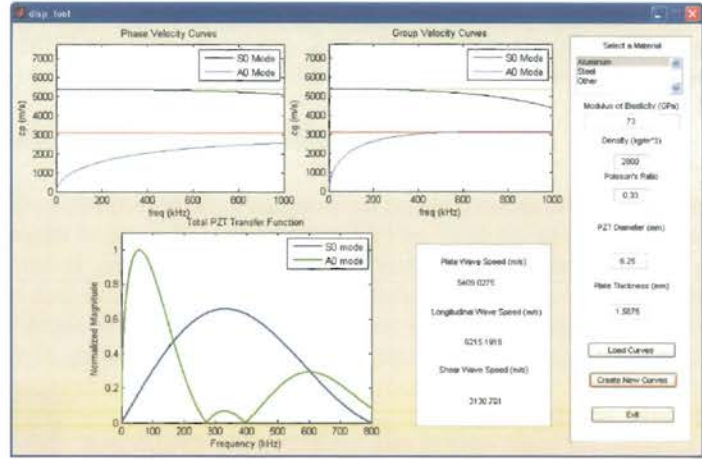 disp_tool
Phase Velocity Curves
7000
6000
5000
4000
3000
2000
1000
0
cp (m/s)
S0 Mode
A0 Mode
0 200 400 600 800 1000
freq (kHz)
Group Velocity Curves
7000
6000
5000
4000
3000
2000
1000
0
cg (m/s)
S0 Mode
A0 Mode
0 200 400 600 800 1000
freq (kHz)
Total PZT Transfer Function
1
0.8
0.6
0.4
0.2
0
Normalized Magnitude
S0 mode
A0 mode
0 100 200 300 400 500 600 700 800
Frequency (kHz)
Plate Wave Speed (m/s)
5409.0275
Longitudinal Wave Speed (m/s)
6215.1918
Shear Wave Speed (m/s)
3130.701
Select a Material
Aluminum
Steel
Other
Modulus of Elasticity (GPa)
73
Density (kg/m^3)
2800
Poisson's Ratio
0.33
PZT Diameter (mm)
6.25
Plate Thickness (mm)
1.5875
Load Curves
Create New Curves
Exit